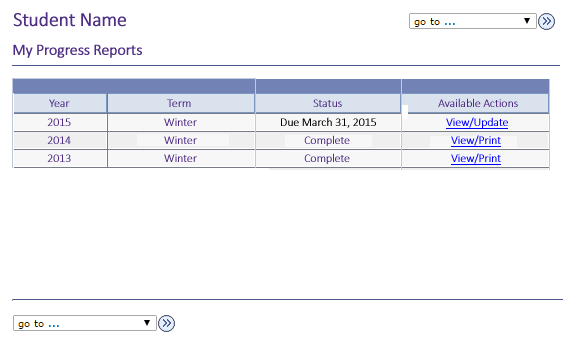 Student Name
go to ...
My Progress Reports
Year Term Status Available Actions
2015 Winter Due March 31, 2015 View/Update
2014 Winter Complete View/Print
2013 Winter Complete View/Print
go to ...